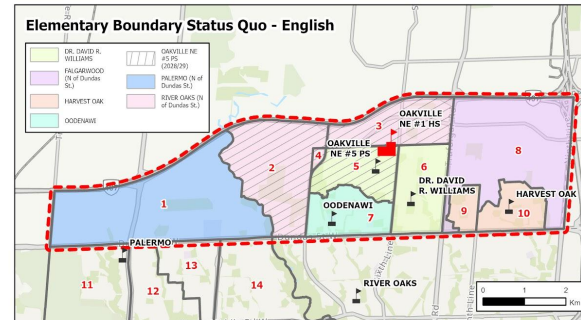 Elementary Boundary Status Quo - English
DR. DAVID R.
WILLIAMS
FALGARWOOD
(N of Dundas
St.)
HARVEST OAK
OODENAWI
OAKVILLE NE
#5 PS
(2028/29)
PALERMO (N of
Dundas St.)
RIVER OAKS (N of
Dundas St.)
OAKVILLE
NE #1 HS
3
OAKVILLE
NE #5 PS
4
5
6
8
2
DR. DAVID
R. WILLIAMS
HARVEST OAK
1
OODENAWI
7
9
10
PALERMO
13
11
12
14
RIVER OAKS
Sixth Line
0
1
2
Km